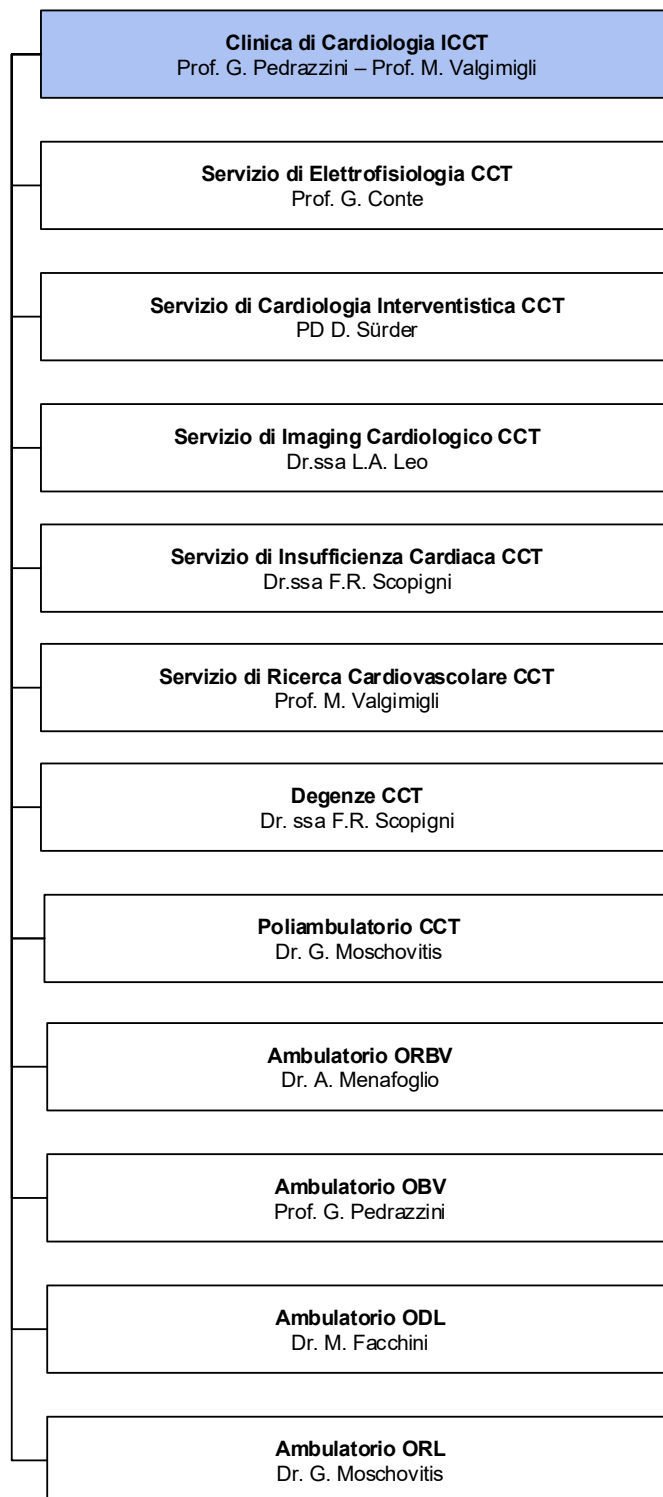 Clinica di Cardiologia ICCT
Prof. G. Pedrazzini – Prof. M. Valgimigli
Servizio di Elettrofisiologia CCT
Prof. G. Conte
Servizio di Cardiologia Interventistica CCT
PD D. Sürder
Servizio di Imaging Cardiologico CCT
Dr.ssa L.A. Leo
Servizio di Insufficienza Cardiaca CCT
Dr.ssa F.R. Scopigni
Servizio di Ricerca Cardiovascolare CCT
Prof. M. Valgimigli
Degenze CCT
Dr. ssa F.R. Scopigni
Poliambulatorio CCT
Dr. G. Moschovitis
Ambulatorio ORBV
Dr. A. Menafoglio
Ambulatorio OBV
Prof. G. Pedrazzini
Ambulatorio ODL
Dr. M. Facchini
Ambulatorio ORL
Dr. G. Moschovitis